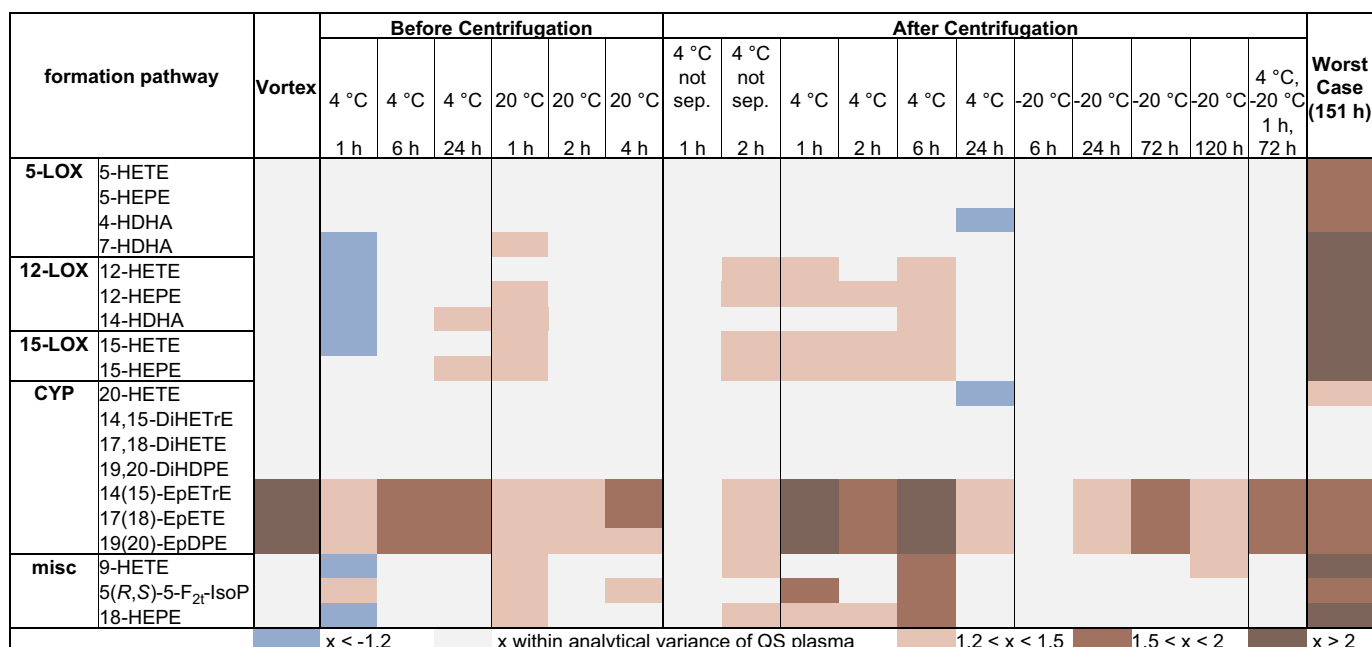 Before Centrifugation After Centrifugation
formation pathway Vortex 4 °C 4 °C 4 °C 20 °C 20 °C 20 °C 4 °C not sep. 4 °C not sep. 4 °C 4 °C 4 °C 4 °C -20 °C -20 °C -20 °C -20 °C 4 °C, -20 °C Worst Case (151 h)
1 h 6 h 24 h 1 h 2 h 4 h 1 h 2 h 1 h 2 h 6 h 24 h 6 h 24 h 72 h 120 h 1 h, 72 h
5-LOX 5-HETE
5-HEPE
4-HDHA
7-HDHA
12-LOX 12-HETE
12-HEPE
14-HDHA
15-LOX 15-HETE
15-HEPE
CYP 20-HETE
14,15-DiHETrE
17,18-DiHETE
19,20-DiHDPE
14(15)-EpETrE
17(18)-EpETE
19(20)-EpDPE
misc 9-HETE
5(R,S)-5-F2t-IsoP
18-HEPE
x < -1.2 x within analytical variance of QS plasma 1.2 < x < 1.5 1.5 < x < 2 x > 2